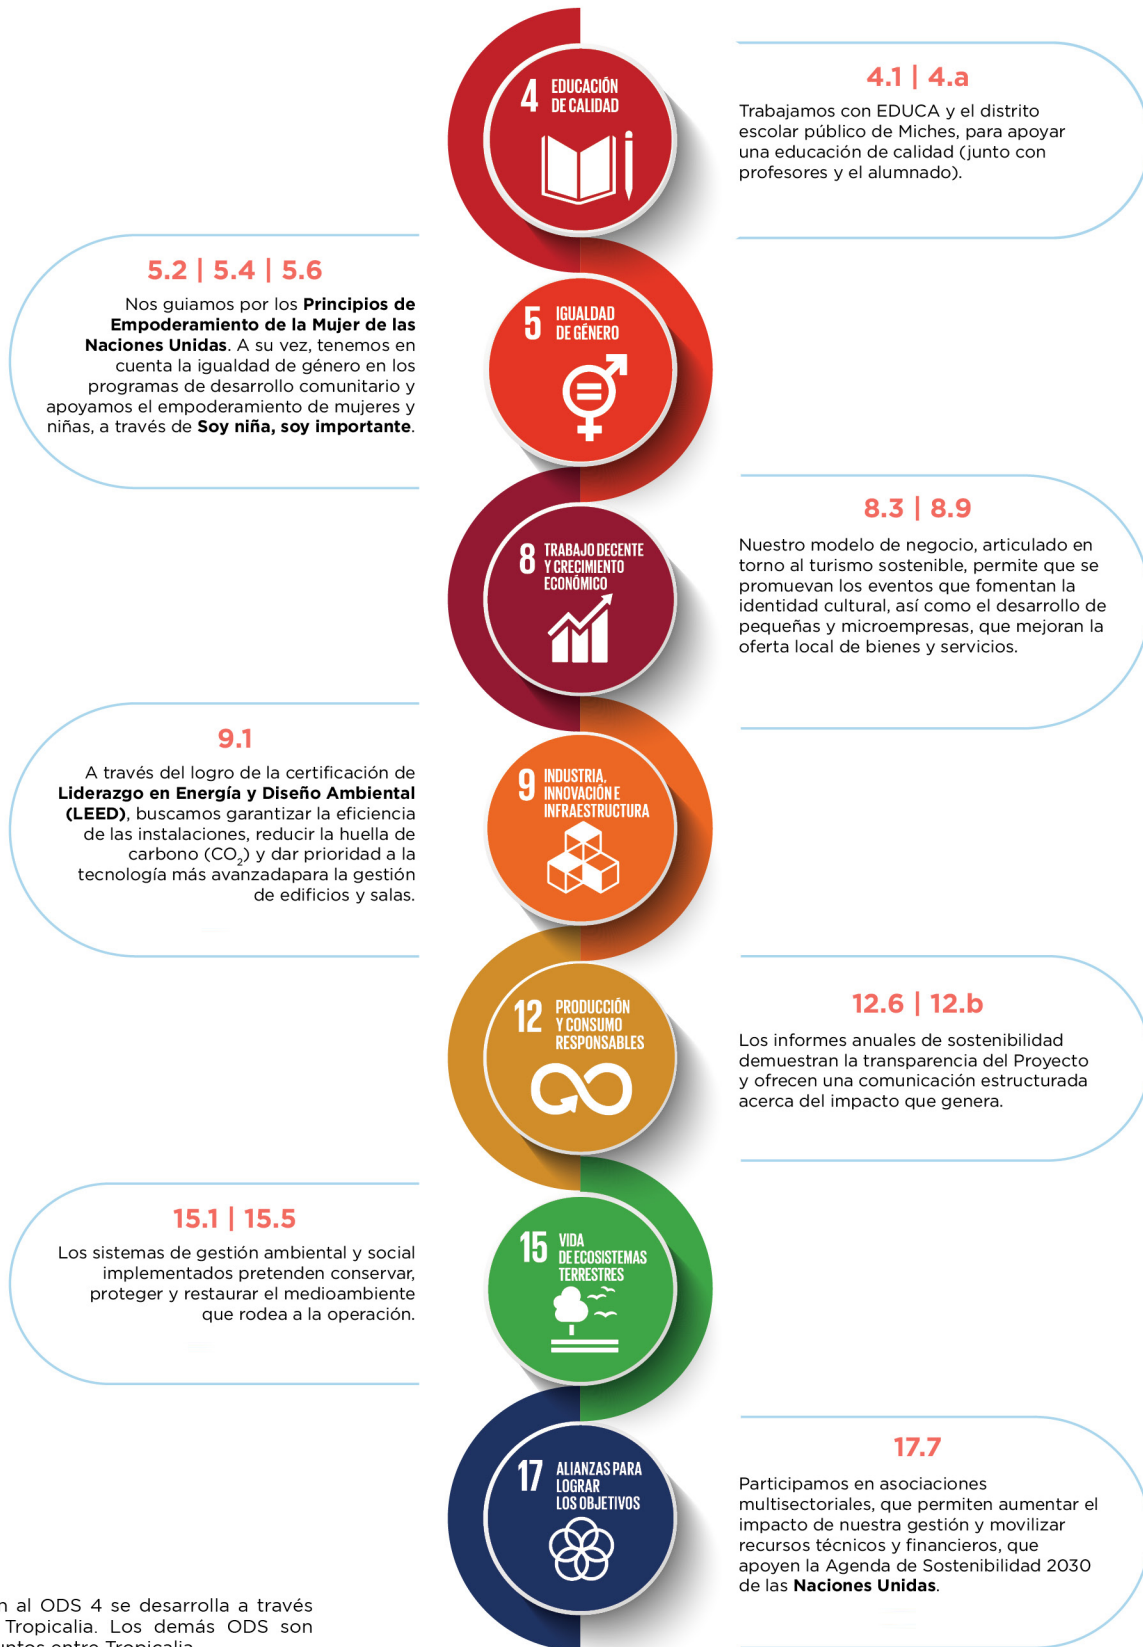 4 EDUCACIÓN
DE CALIDAD
4.1 | 4.a
Trabajamos con EDUCA y el distrito
escolar público de Miches, para apoyar
una educación de calidad (junto con
profesores y el alumnado).
5.2 | 5.4 | 5.6
Nos guiamos por los Principios de
Empoderamiento de la Mujer de las
Naciones Unidas. A su vez, tenemos en
cuenta la igualdad de género en los
programas de desarrollo comunitario y
apoyamos el empoderamiento de mujeres y
niñas, a través de Soy niña, soy importante.
5 IGUALDAD
DE GÉNERO
8 TRABAJO DECENTE
Y CRECIMIENTO
ECONÓMICO
8.3 | 8.9
Nuestro modelo de negocio, articulado en
torno al turismo sostenible, permite que se
promuevan los eventos que fomentan la
identidad cultural, así como el desarrollo de
pequeñas y microempresas, que mejoran la
oferta local de bienes y servicios.
9.1
A través del logro de la certificación de
Liderazgo en Energía y Diseño Ambiental
(LEED), buscamos garantizar la eficiencia
de las instalaciones, reducir la huella de
carbono (CO₂) y dar prioridad a la
tecnología más avanzadapara la gestión
de edificios y salas.
9 INDUSTRIA,
INNOVACIÓN E
INFRAESTRUCTURA
12 PRODUCCIÓN
Y CONSUMO
RESPONSABLES
12.6 | 12.b
Los informes anuales de sostenibilidad
demuestran la transparencia del Proyecto
y ofrecen una comunicación estructurada
acerca del impacto que genera.
15.1 | 15.5
Los sistemas de gestión ambiental y social
implementados pretenden conservar,
proteger y restaurar el medioambiente
que rodea a la operación.
15 VIDA
DE ECOSISTEMAS
TERRESTRES
17 ALIANZAS PARA
LOGRAR
LOS OBJETIVOS
17.7
Participamos en asociaciones
multisectoriales, que permiten aumentar el
impacto de nuestra gestión y movilizar
recursos técnicos y financieros, que
apoyen la Agenda de Sostenibilidad 2030
de las Naciones Unidas.
n al ODS 4 se desarrolla a través
Tropicalia. Los demás ODS son
entre Tropicalia